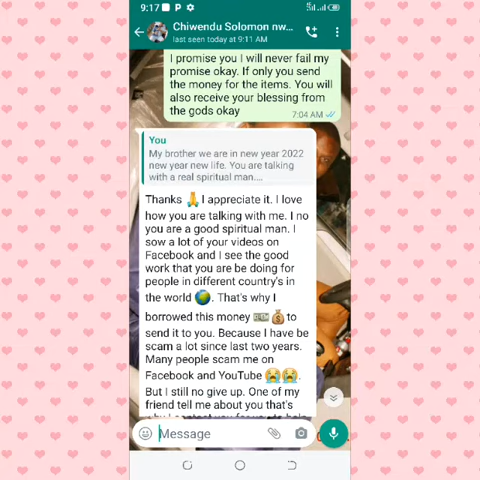 9:17 P
Chiwendu Solomon nw...
last seen today at 9:11 AM
I promise you I will never fail my
promise okay. If only you send
the money for the items. You will
also receive your blessing from
the gods okay
7:04 AM
You
My brother we are in new year 2022
new year new life. You are talking
with a real spiritual man....
Thanks 🙏 I appreciate it. I love
how you are talking with me. I no
you are a good spiritual man. I
sow a lot of your videos on
Facebook and I see the good
work that you are be doing for
people in different country's in
the world 🌍. That's why I
borrowed this money 💵💰to
send it to you. Because I have be
scam a lot since last two years.
Many people scam me on
Facebook and YouTube 😭😭.
But I still no give up. One of my
friend tell me about you that's
Message